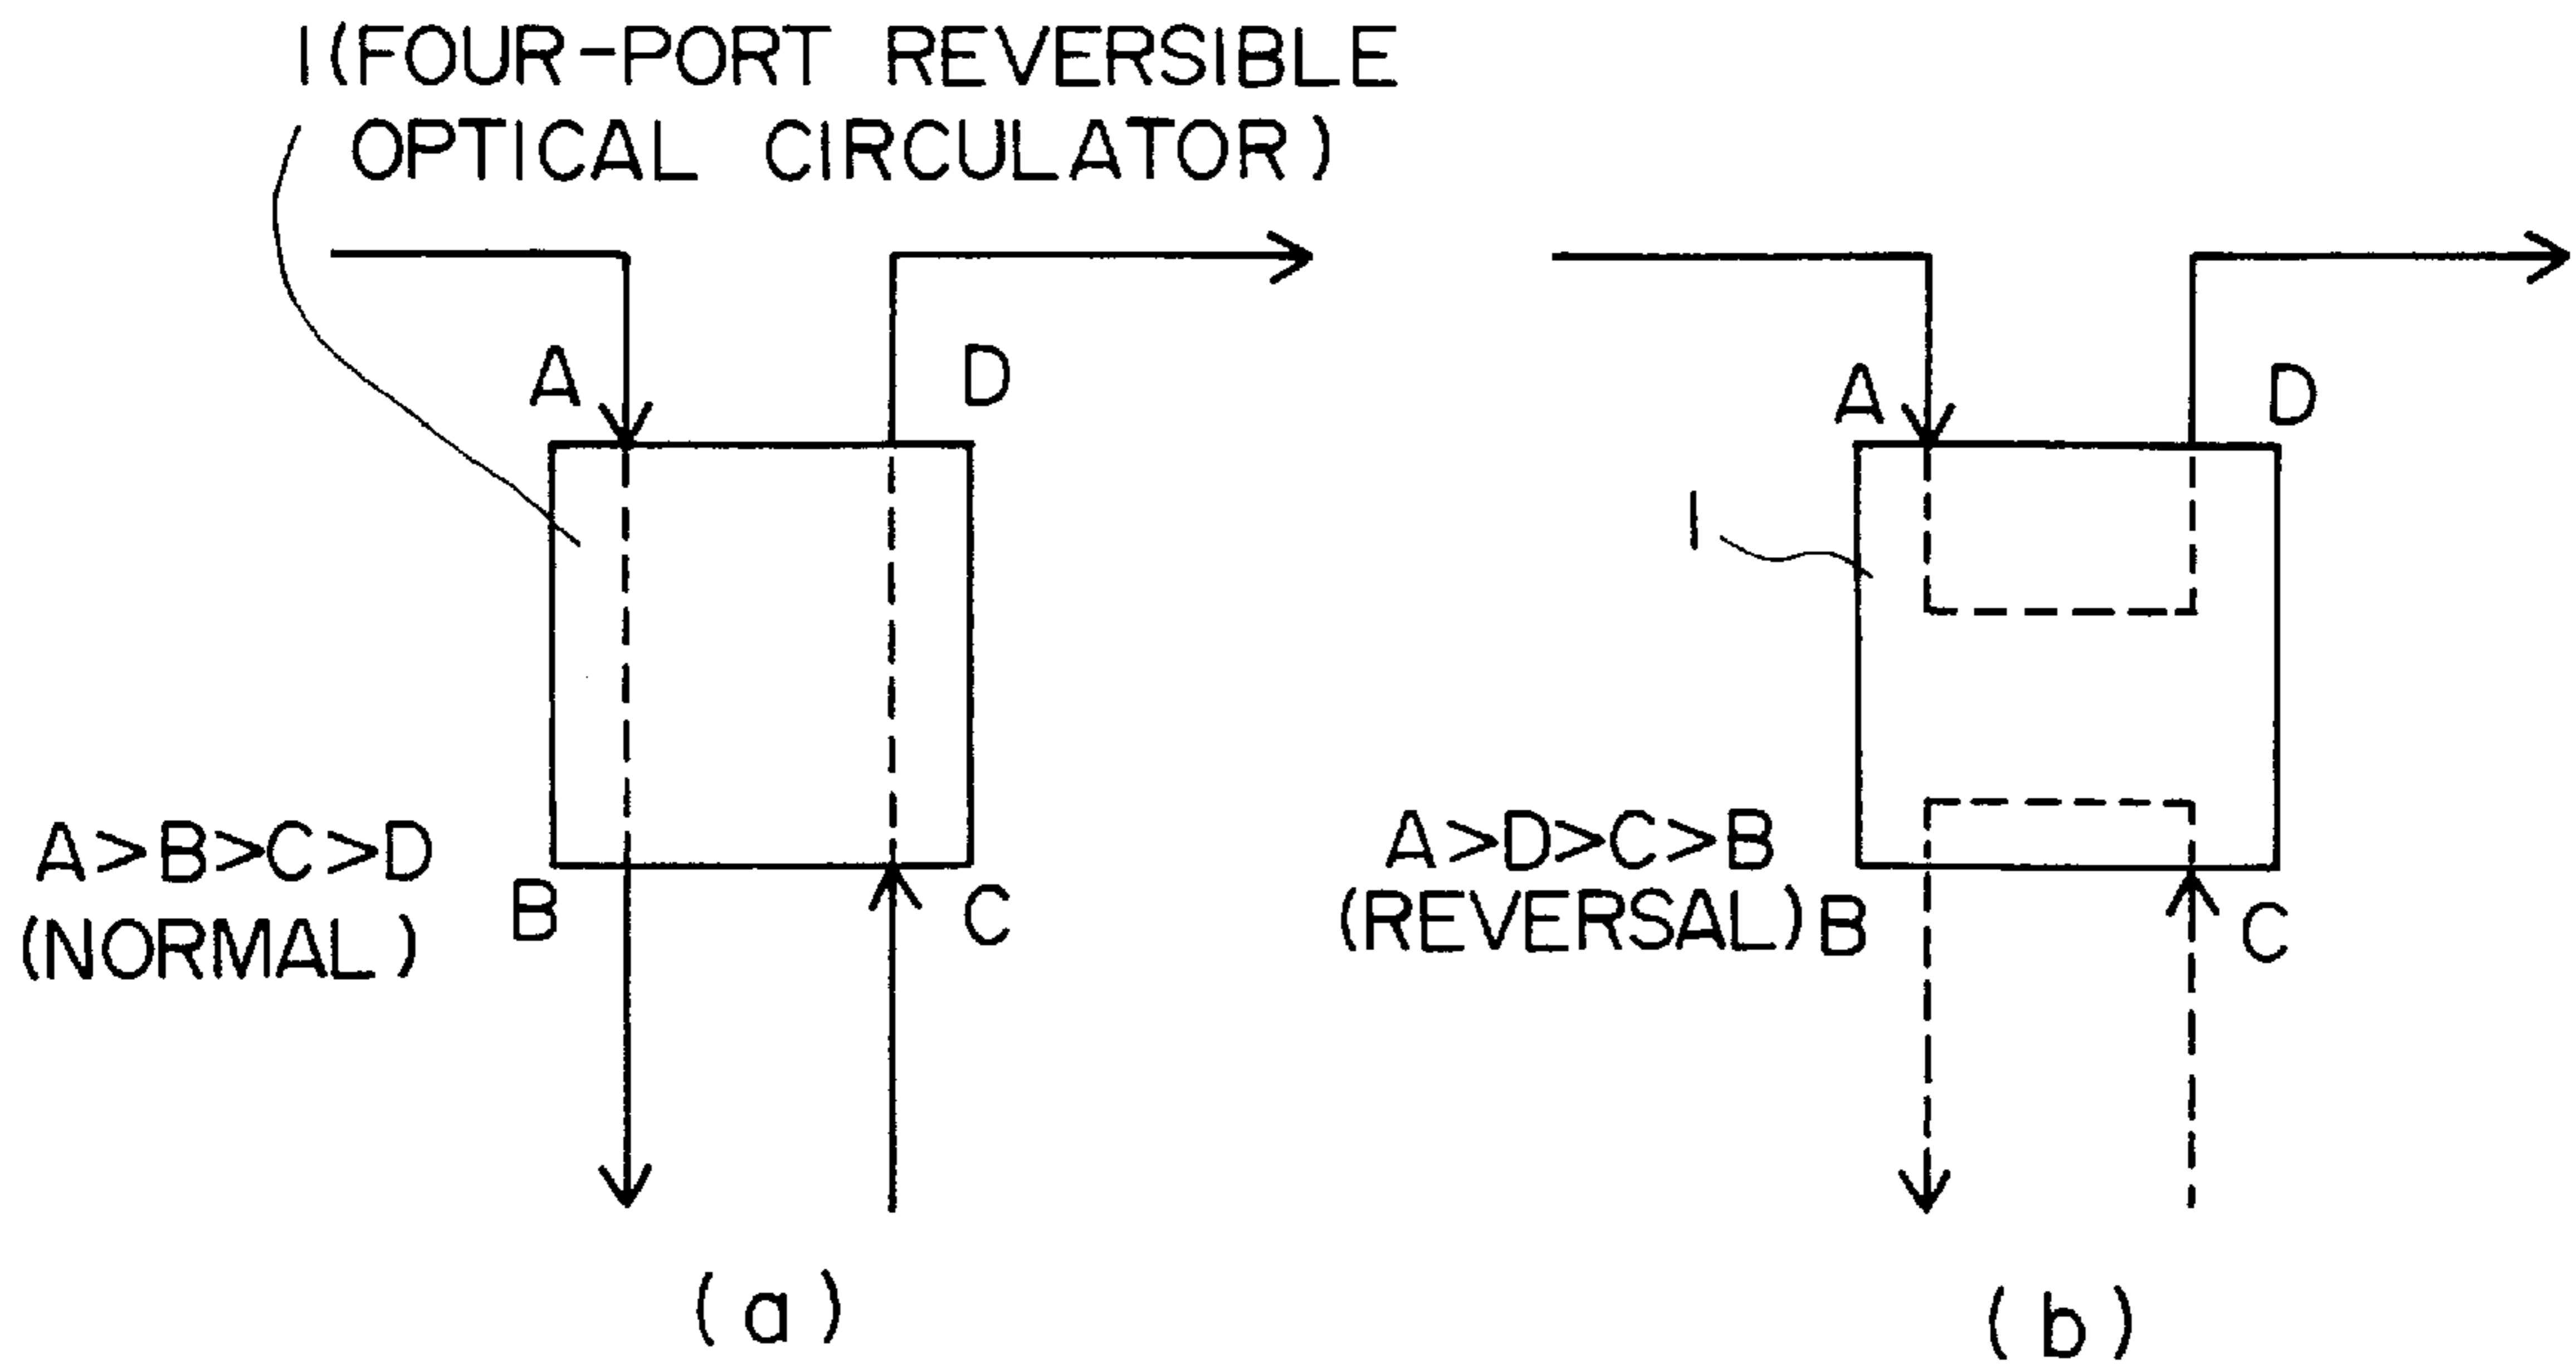 1(FOUR-PORT REVERSIBLE
OPTICAL CIRCULATOR)
A
D
A>B>C>D
(NORMAL)
B
C
(a)
A
D
1
A>D>C>B
(REVERSAL)
B
C
(b)